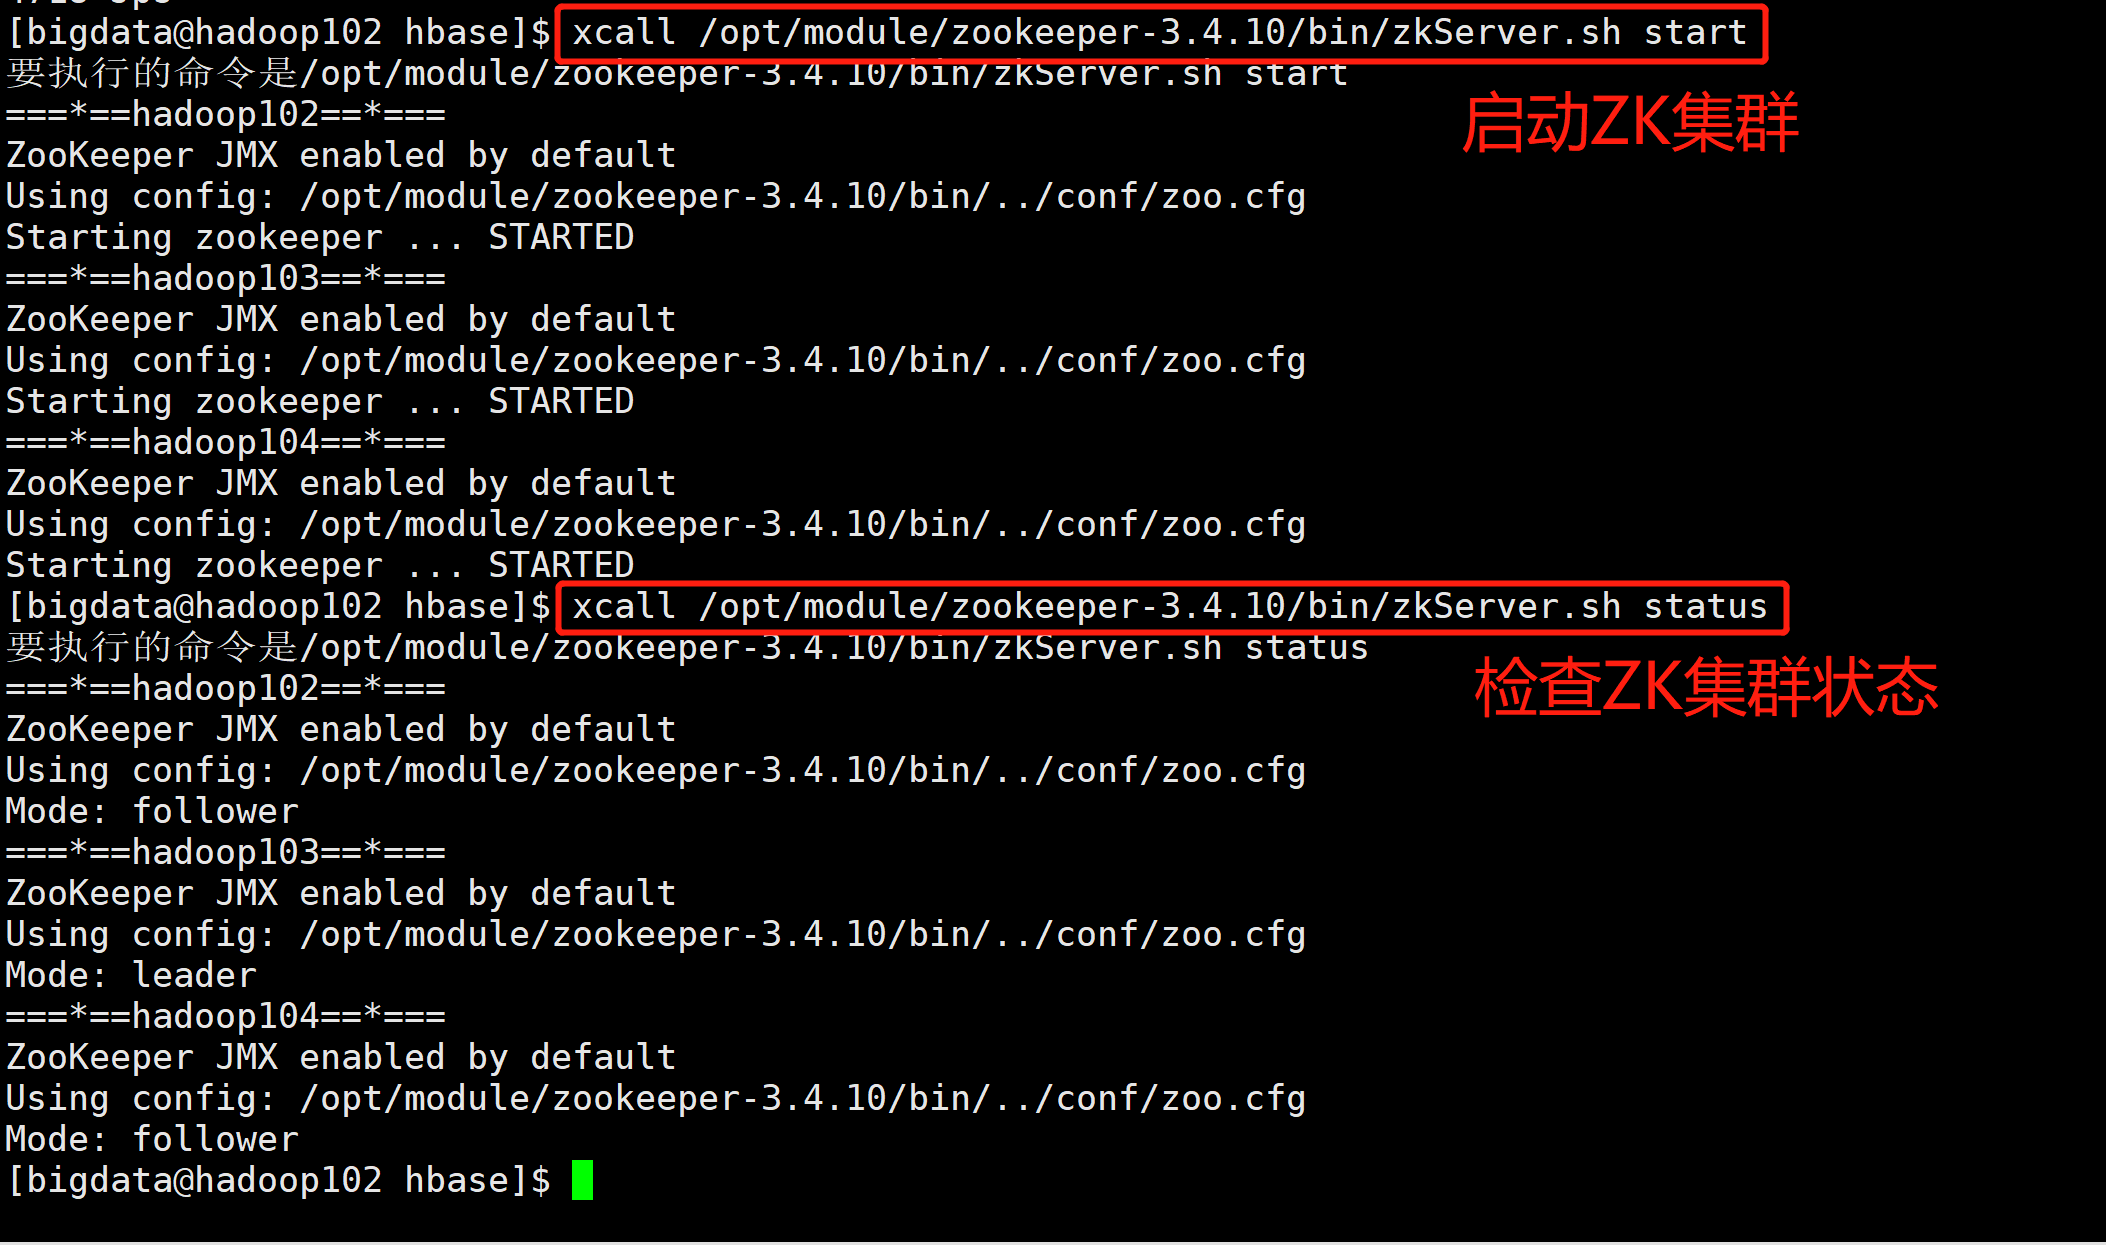 [bigdata@hadoop102 hbase]$ xcall /opt/module/zookeeper-3.4.10/bin/zkServer.sh start
要执行的命令是/opt/module/zookeeper-3.4.10/bin/zkServer.sh start
启动ZK集群
===*==hadoop102==*===
ZooKeeper JMX enabled by default
Using config: /opt/module/zookeeper-3.4.10/bin/../conf/zoo.cfg
Starting zookeeper ... STARTED
===*==hadoop103==*===
ZooKeeper JMX enabled by default
Using config: /opt/module/zookeeper-3.4.10/bin/../conf/zoo.cfg
Starting zookeeper ... STARTED
===*==hadoop104==*===
ZooKeeper JMX enabled by default
Using config: /opt/module/zookeeper-3.4.10/bin/../conf/zoo.cfg
Starting zookeeper ... STARTED
[bigdata@hadoop102 hbase]$ xcall /opt/module/zookeeper-3.4.10/bin/zkServer.sh status
要执行的命令是/opt/module/zookeeper-3.4.10/bin/zkServer.sh status
检查ZK集群状态
===*==hadoop102==*===
ZooKeeper JMX enabled by default
Using config: /opt/module/zookeeper-3.4.10/bin/../conf/zoo.cfg
Mode: follower
===*==hadoop103==*===
ZooKeeper JMX enabled by default
Using config: /opt/module/zookeeper-3.4.10/bin/../conf/zoo.cfg
Mode: leader
===*==hadoop104==*===
ZooKeeper JMX enabled by default
Using config: /opt/module/zookeeper-3.4.10/bin/../conf/zoo.cfg
Mode: follower
[bigdata@hadoop102 hbase]$